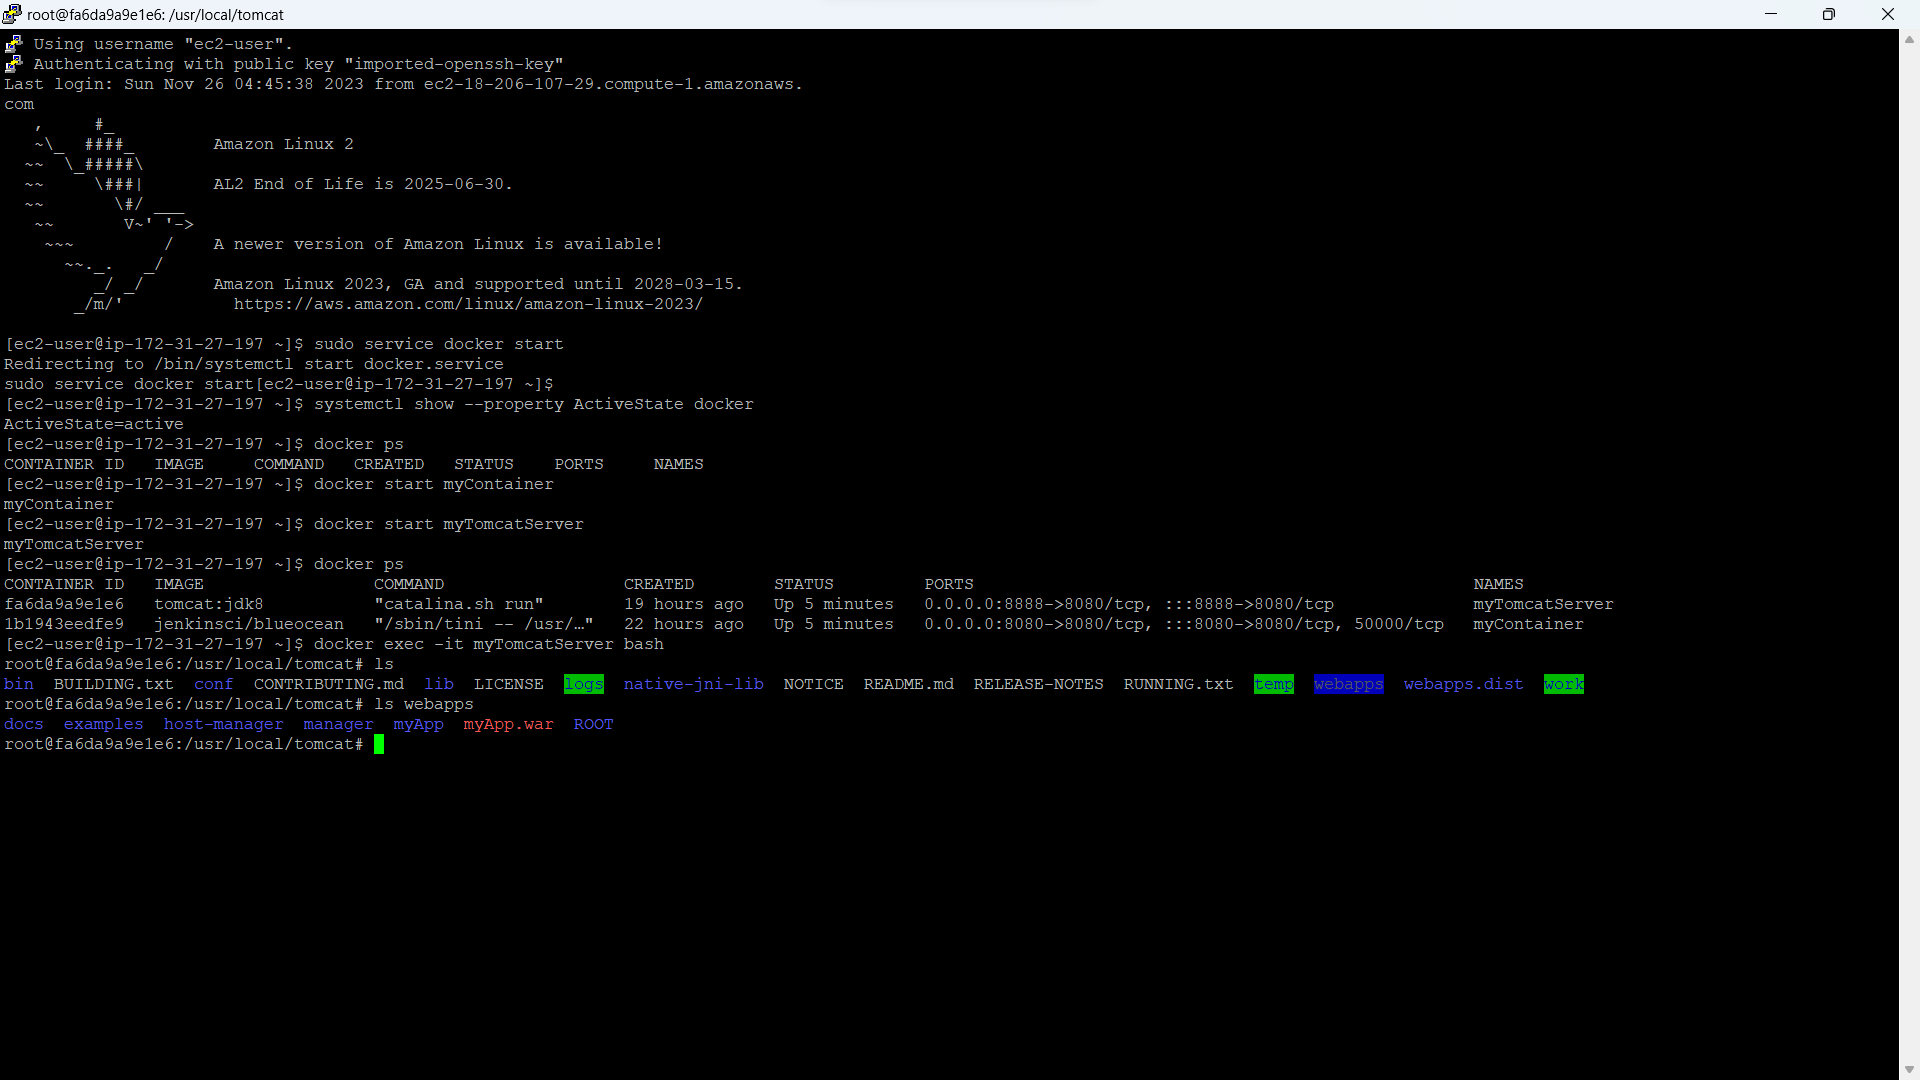 root@fa6da9a9e1e6: /usr/local/tomcat
Using username "ec2-user".
Authenticating with public key "imported-openssh-key"
Last login: Sun Nov 26 04:45:38 2023 from ec2-18-206-107-29.compute-1.amazonaws.
com
   ,     #_
   ~\_  ####_        Amazon Linux 2
  ~~  \_#####\
  ~~     \###|       AL2 End of Life is 2025-06-30.
  ~~       \#/ ___
   ~~       V~' '->
    ~~~         /    A newer version of Amazon Linux is available!
      ~~._.   _/
         _/ _/       Amazon Linux 2023, GA and supported until 2028-03-15.
       _/m/'           https://aws.amazon.com/linux/amazon-linux-2023/
[ec2-user@ip-172-31-27-197 ~]$ sudo service docker start
Redirecting to /bin/systemctl start docker.service
sudo service docker start[ec2-user@ip-172-31-27-197 ~]$
[ec2-user@ip-172-31-27-197 ~]$ systemctl show --property ActiveState docker
ActiveState=active
[ec2-user@ip-172-31-27-197 ~]$ docker ps
CONTAINER ID   IMAGE     COMMAND   CREATED   STATUS    PORTS     NAMES
[ec2-user@ip-172-31-27-197 ~]$ docker start myContainer
myContainer
[ec2-user@ip-172-31-27-197 ~]$ docker start myTomcatServer
myTomcatServer
[ec2-user@ip-172-31-27-197 ~]$ docker ps
CONTAINER ID   IMAGE                 COMMAND                  CREATED        STATUS         PORTS                                                  NAMES
fa6da9a9e1e6   tomcat:jdk8           "catalina.sh run"        19 hours ago   Up 5 minutes   0.0.0.0:8888->8080/tcp, :::8888->8080/tcp              myTomcatServer
1b1943eedfe9   jenkinsci/blueocean   "/sbin/tini -- /usr/…"   22 hours ago   Up 5 minutes   0.0.0.0:8080->8080/tcp, :::8080->8080/tcp, 50000/tcp   myContainer
[ec2-user@ip-172-31-27-197 ~]$ docker exec -it myTomcatServer bash
root@fa6da9a9e1e6:/usr/local/tomcat# ls
bin  BUILDING.txt  conf  CONTRIBUTING.md  lib  LICENSE  logs  native-jni-lib  NOTICE  README.md  RELEASE-NOTES  RUNNING.txt  temp  webapps  webapps.dist  work
root@fa6da9a9e1e6:/usr/local/tomcat# ls webapps
docs  examples  host-manager  manager  myApp  myApp.war  ROOT
root@fa6da9a9e1e6:/usr/local/tomcat#